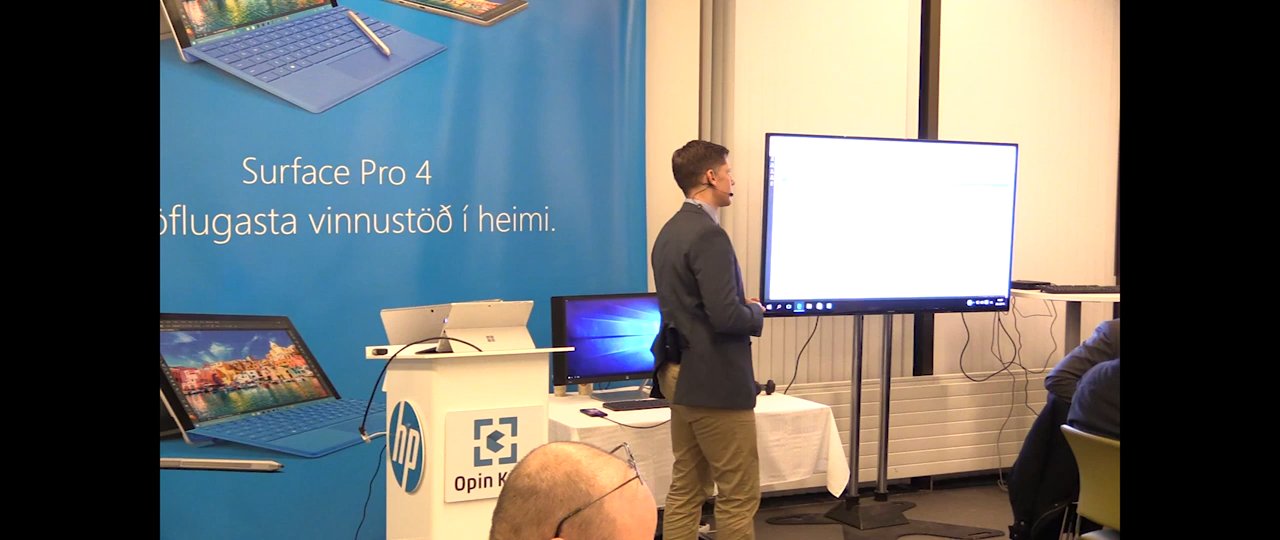 Surface Pro 4
öflugasta vinnustöð í heimi.
hp
Opin K